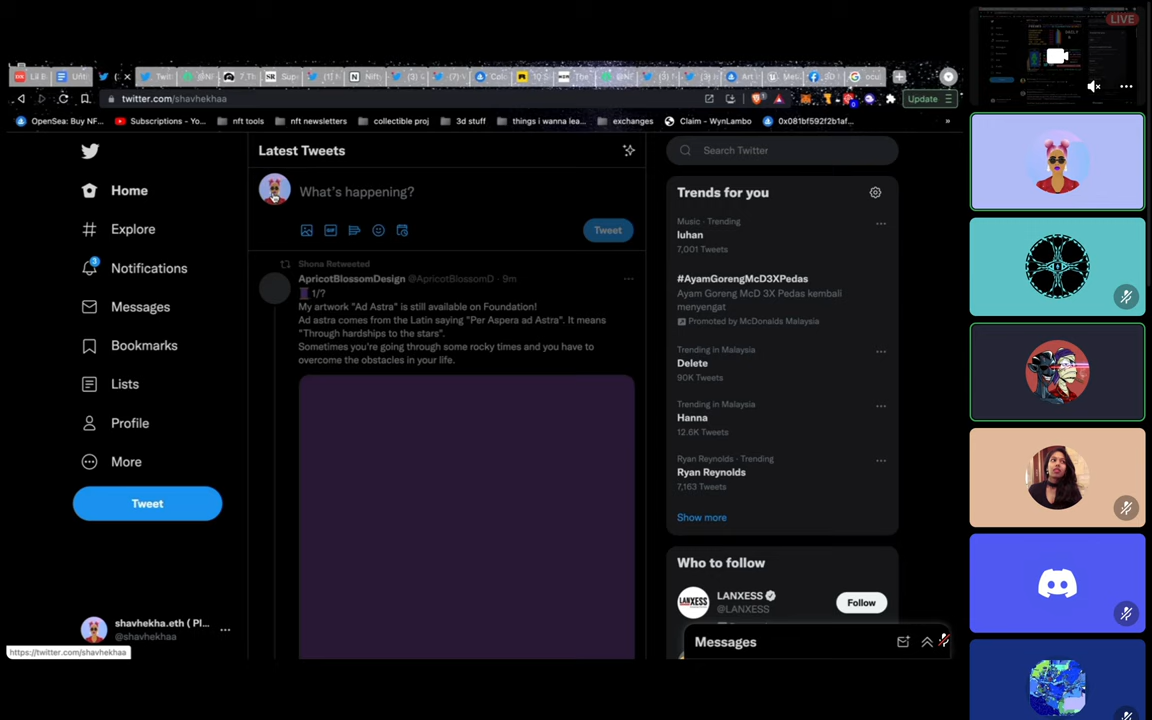 LIVE
twitter.com/shavhekhaa
Update
OpenSea: Buy NF...
Subscriptions - Yo...
nft tools
nft newsletters
collectible proj
3d stuff
things i wanna lea...
exchanges
Claim - WynLambo
0x081bf592f2b1af...
»
Home
Explore
3
Notifications
Messages
Bookmarks
Lists
Profile
More
Tweet
shavhekha.eth ( Pl...
@shavhekhaa
https://twitter.com/shavhekhaa
Latest Tweets
What's happening?
Tweet
Shona Retweeted
ApricotBlossomDesign @ApricotBlossomD · 9m
1/?
My artwork "Ad Astra" is still available on Foundation!
Ad astra comes from the Latin saying "Per Aspera ad Astra". It means
"Through hardships to the stars".
Sometimes you're going through some rocky times and you have to
overcome the obstacles in your life.
Search Twitter
Trends for you
Music · Trending
luhan
7,001 Tweets
#AyamGorengMcD3XPedas
Ayam Goreng McD 3X Pedas kembali
menyengat
Promoted by McDonalds Malaysia
Trending in Malaysia
Delete
90K Tweets
Trending in Malaysia
Hanna
12.6K Tweets
Ryan Reynolds · Trending
Ryan Reynolds
7,163 Tweets
Show more
Who to follow
LANXESS
LANXESS
@LANXESS
Follow
Messages